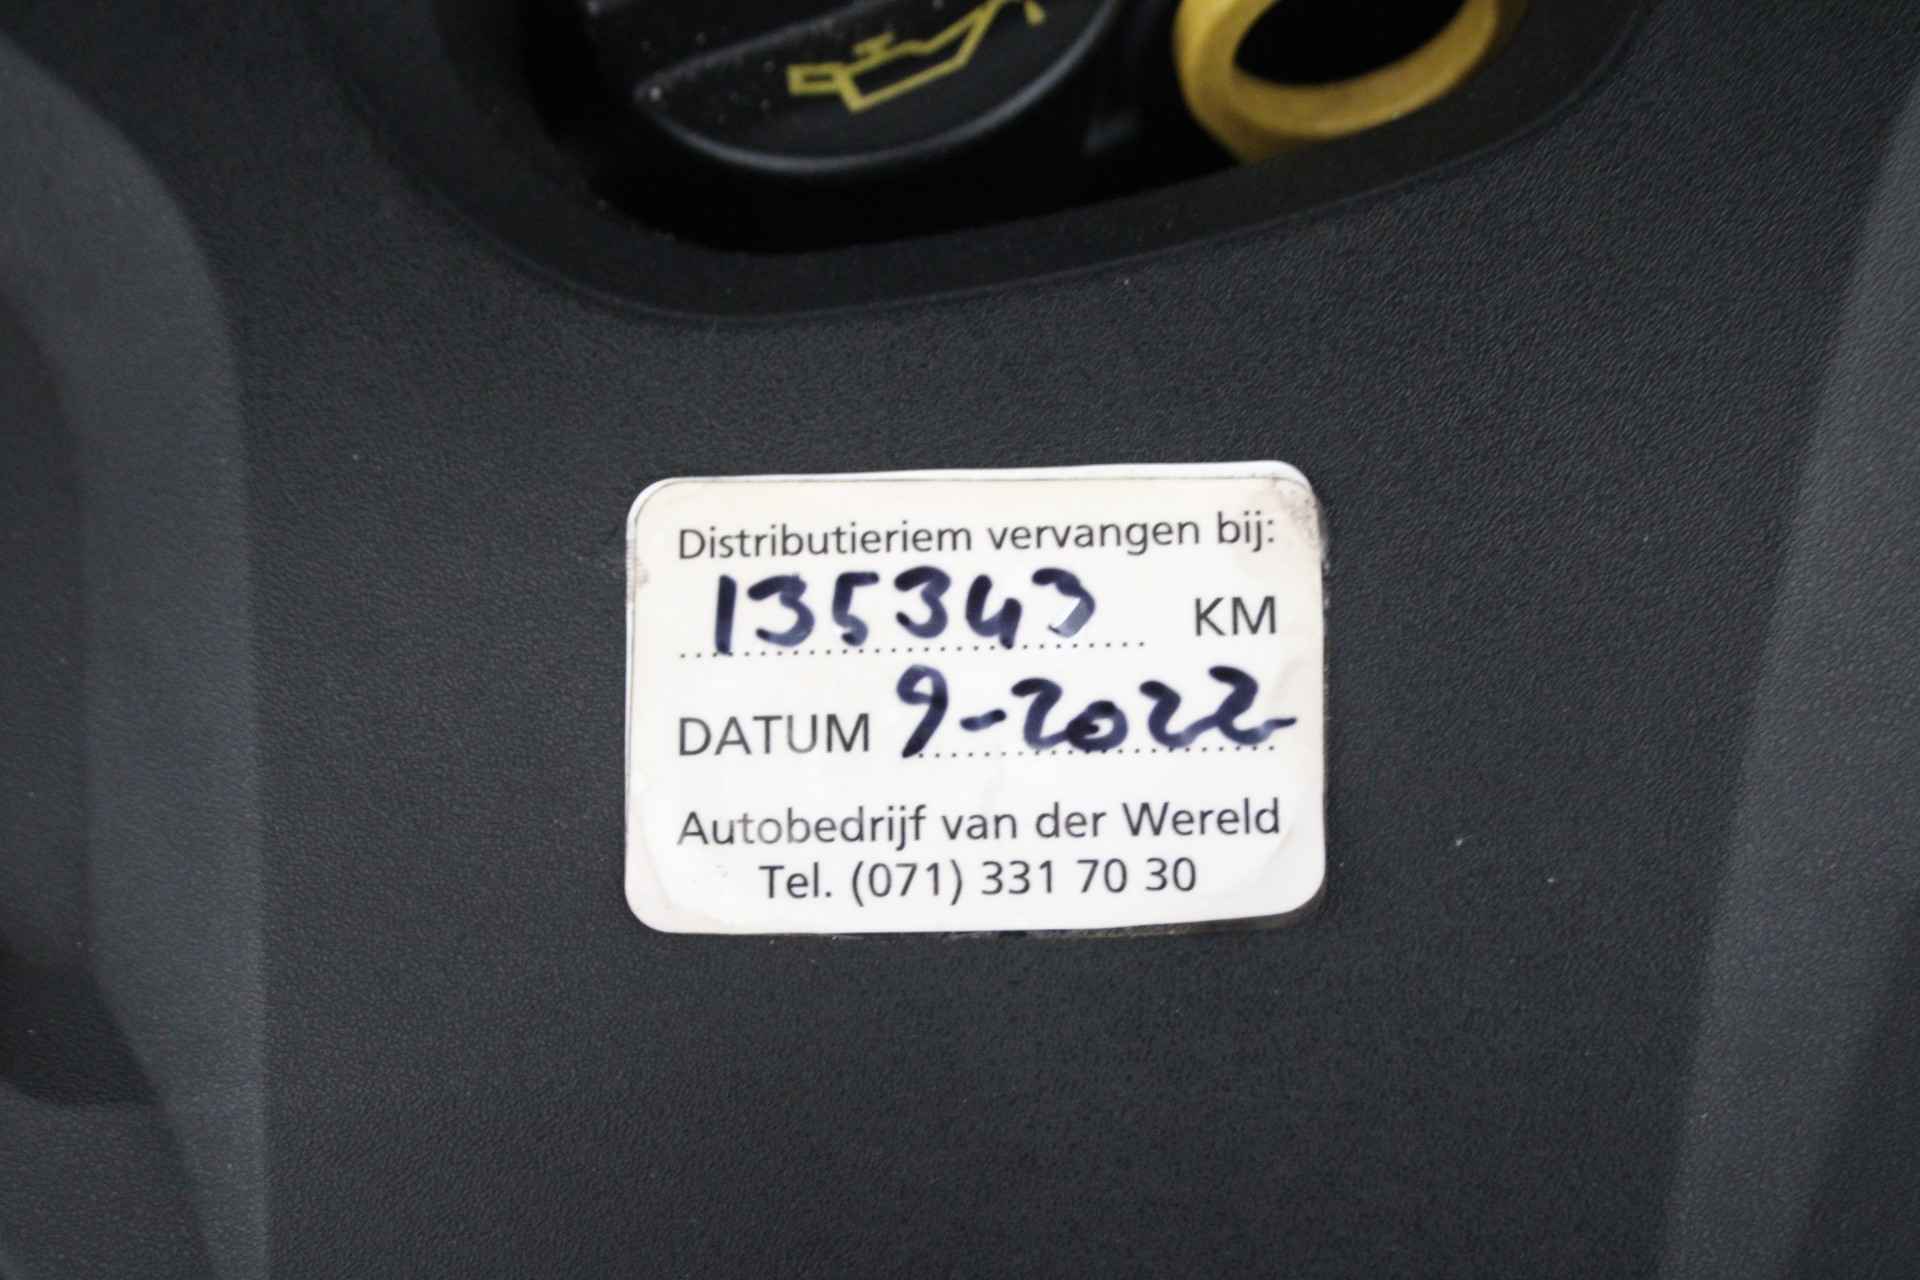 Distributieriem vervangen bij:
135343 KM
DATUM 9-2022
Autobedrijf van der Wereld
Tel. (071) 331 70 30